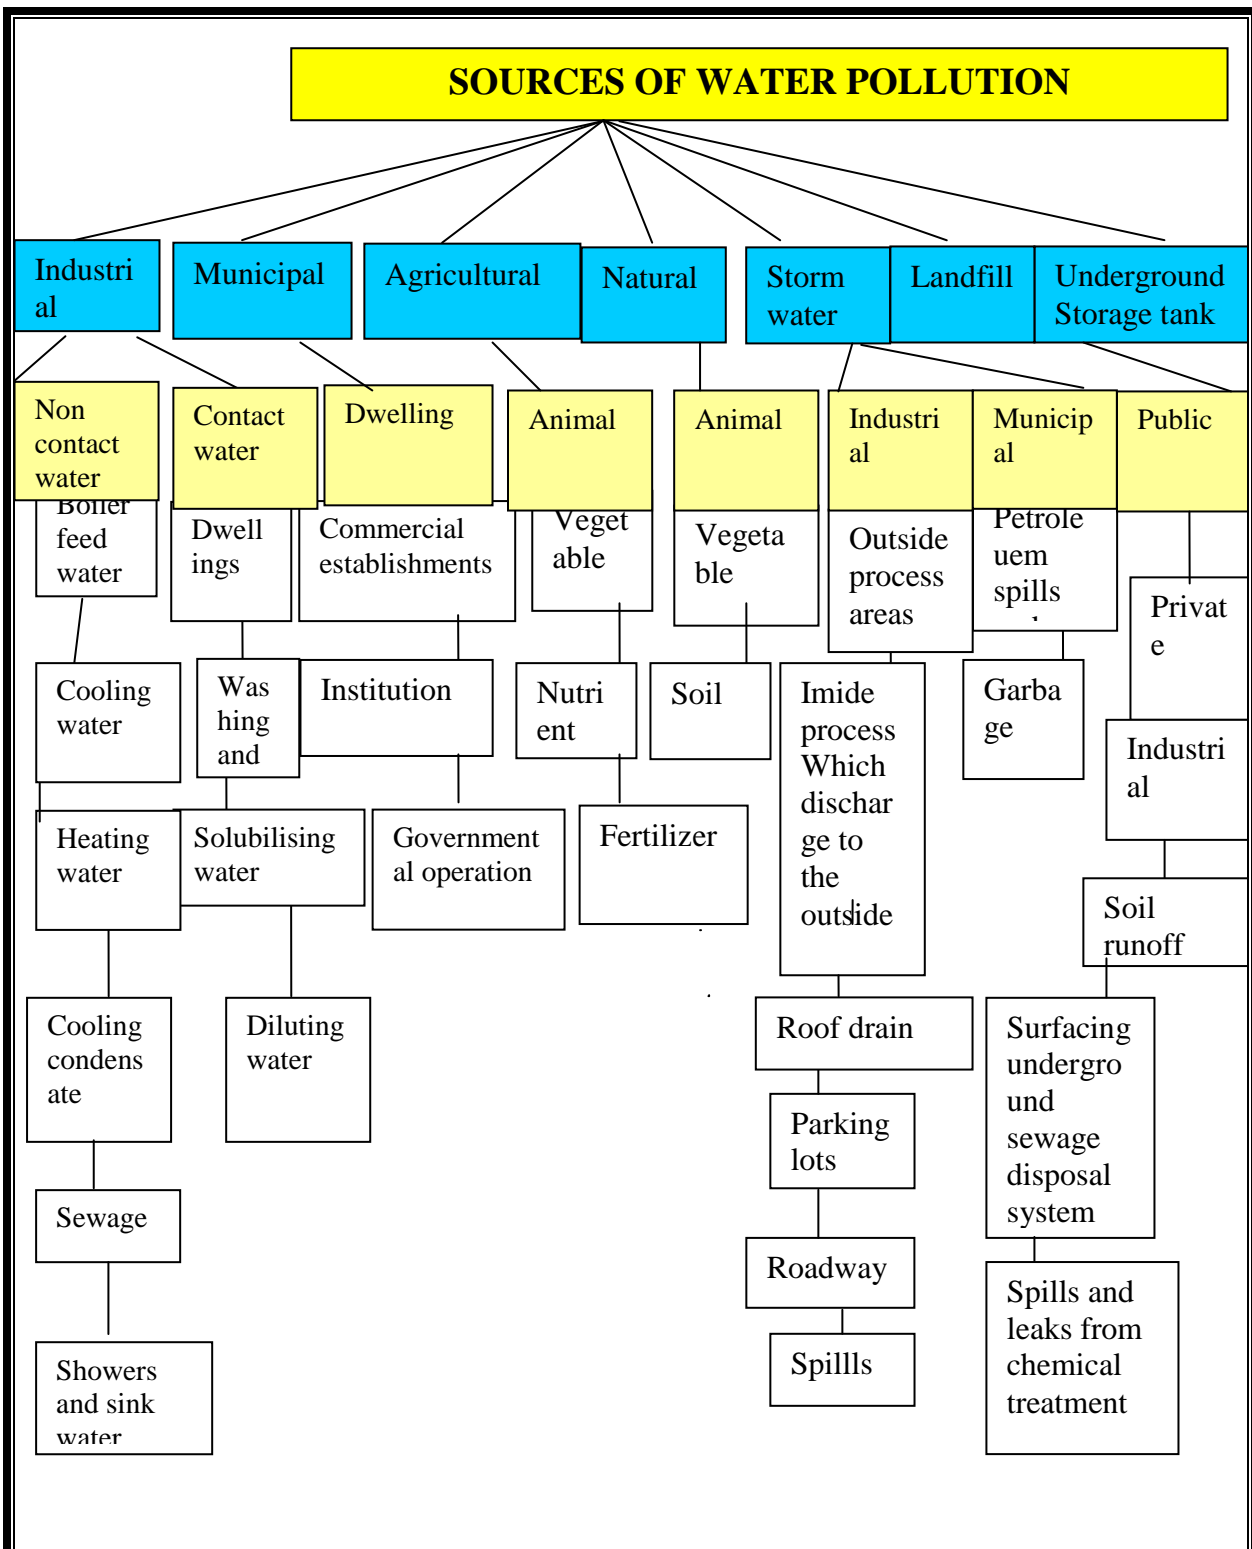 SOURCES OF WATER POLLUTION
Industri
al
Municipal
Agricultural
Natural
Storm
water
Landfill
Underground
Storage tank
Non
contact
water
Contact
water
Dwelling
Animal
Animal
Industri
al
Municip
al
Public
Boiler
feed
water
Dwell
ings
Commercial
establishments
Veget
able
Vegeta
ble
Outside
process
areas
Petrole
uem
spills
Privat
e
Cooling
water
Was
hing
and
Institution
Nutri
ent
Soil
Imide
process
Which
dischar
ge to
the
outside
Garba
ge
Industri
al
Heating
water
Solubilising
water
Government
al operation
Fertilizer
Soil
runoff
Cooling
condens
ate
Diluting
water
Roof drain
Surfacing
undergro
und
sewage
disposal
system
Parking
lots
Sewage
Roadway
Spills and
leaks from
chemical
treatment
Spillls
Showers
and sink
water